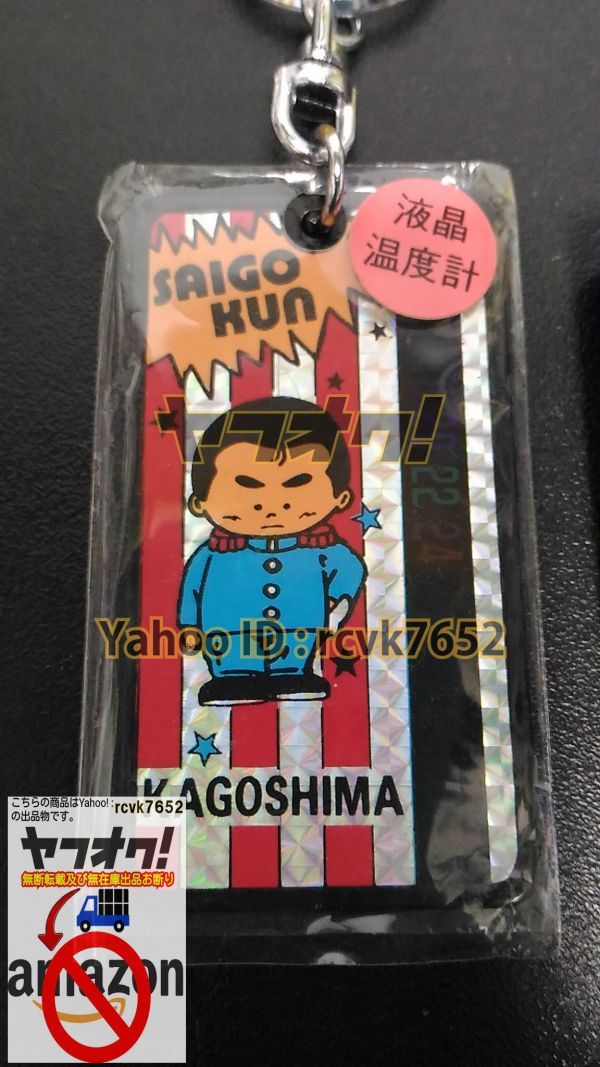 液晶
温度計
SAIGO
KUN
ヤフオク!
22
24
Yahoo ID : rcvk7652
KAGOSHIMA
こちらの商品はYahoo! : rcvk7652
の出品物です。
ヤフオク!
無断転載及び無在庫出品お断り
amazon